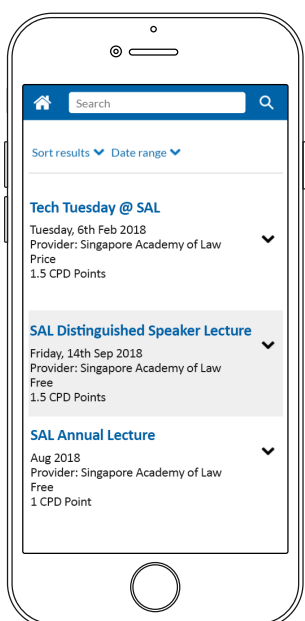 Search
Sort results Date range
Tech Tuesday @ SAL
Tuesday, 6th Feb 2018
Provider: Singapore Academy of Law
Price
1.5 CPD Points
SAL Distinguished Speaker Lecture
Friday, 14th Sep 2018
Provider: Singapore Academy of Law
Free
1.5 CPD Points
SAL Annual Lecture
Aug 2018
Provider: Singapore Academy of Law
Free
1 CPD Point